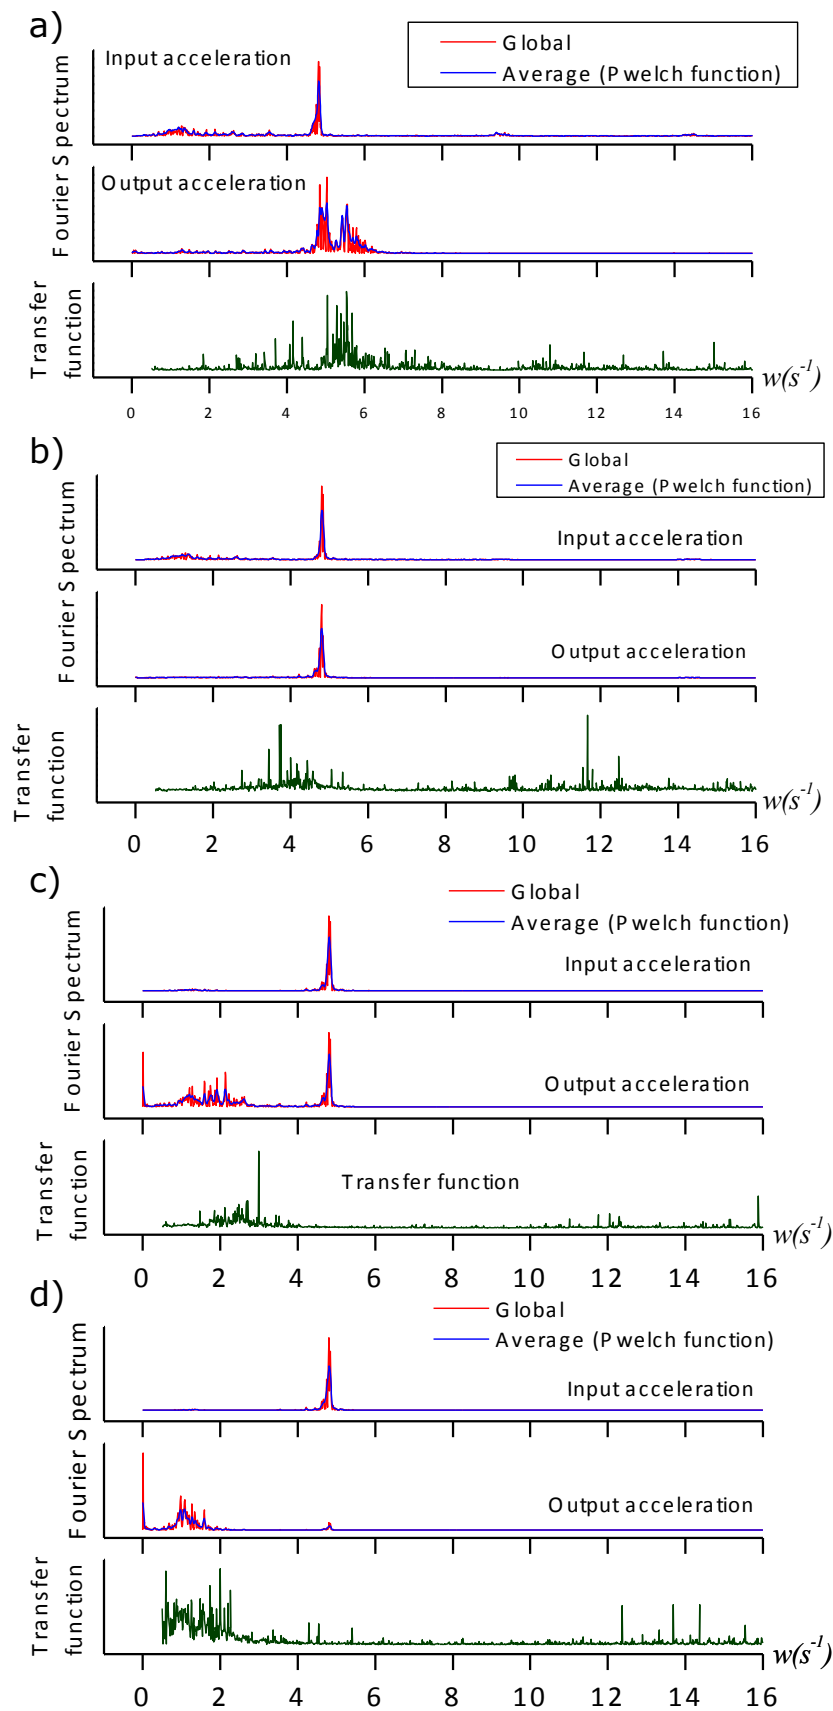 a)
Global
Average (Pwelch function)
Input acceleration
Output acceleration
Fourier Spectrum
Transfer
function
w(s⁻¹)
0 2 4 6 8 10 12 14 16
b)
Global
Average (Pwelch function)
Input acceleration
Output acceleration
Fourier Spectrum
Transfer
function
w(s⁻¹)
0 2 4 6 8 10 12 14 16
c)
Global
Average (Pwelch function)
Input acceleration
Output acceleration
Fourier Spectrum
Transfer function
Transfer
function
w(s⁻¹)
0 2 4 6 8 10 12 14 16
d)
Global
Average (Pwelch function)
Input acceleration
Output acceleration
Fourier Spectrum
Transfer
function
w(s⁻¹)
0 2 4 6 8 10 12 14 16